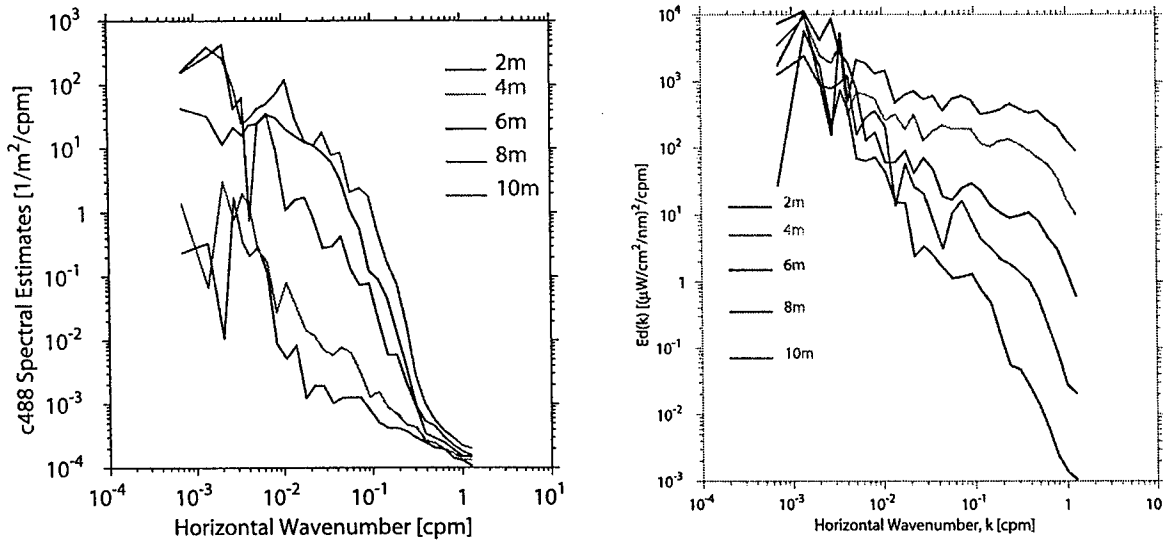 c488 Spectral Estimates [1/m²/cpm]
10³
10²
10¹
1
10⁻¹
10⁻²
10⁻³
10⁻⁴
2m
4m
6m
8m
10m
10⁻⁴ 10⁻³ 10⁻² 10⁻¹ 1 10¹
Horizontal Wavenumber [cpm]
Ed(k) [(μW/cm²/nm)²/cpm]
10⁴
10³
10²
10¹
1
10⁻¹
10⁻²
10⁻³
2m
4m
6m
8m
10m
10⁻⁴ 10⁻³ 10⁻² 10⁻¹ 1 10
Horizontal Wavenumber, k [cpm]